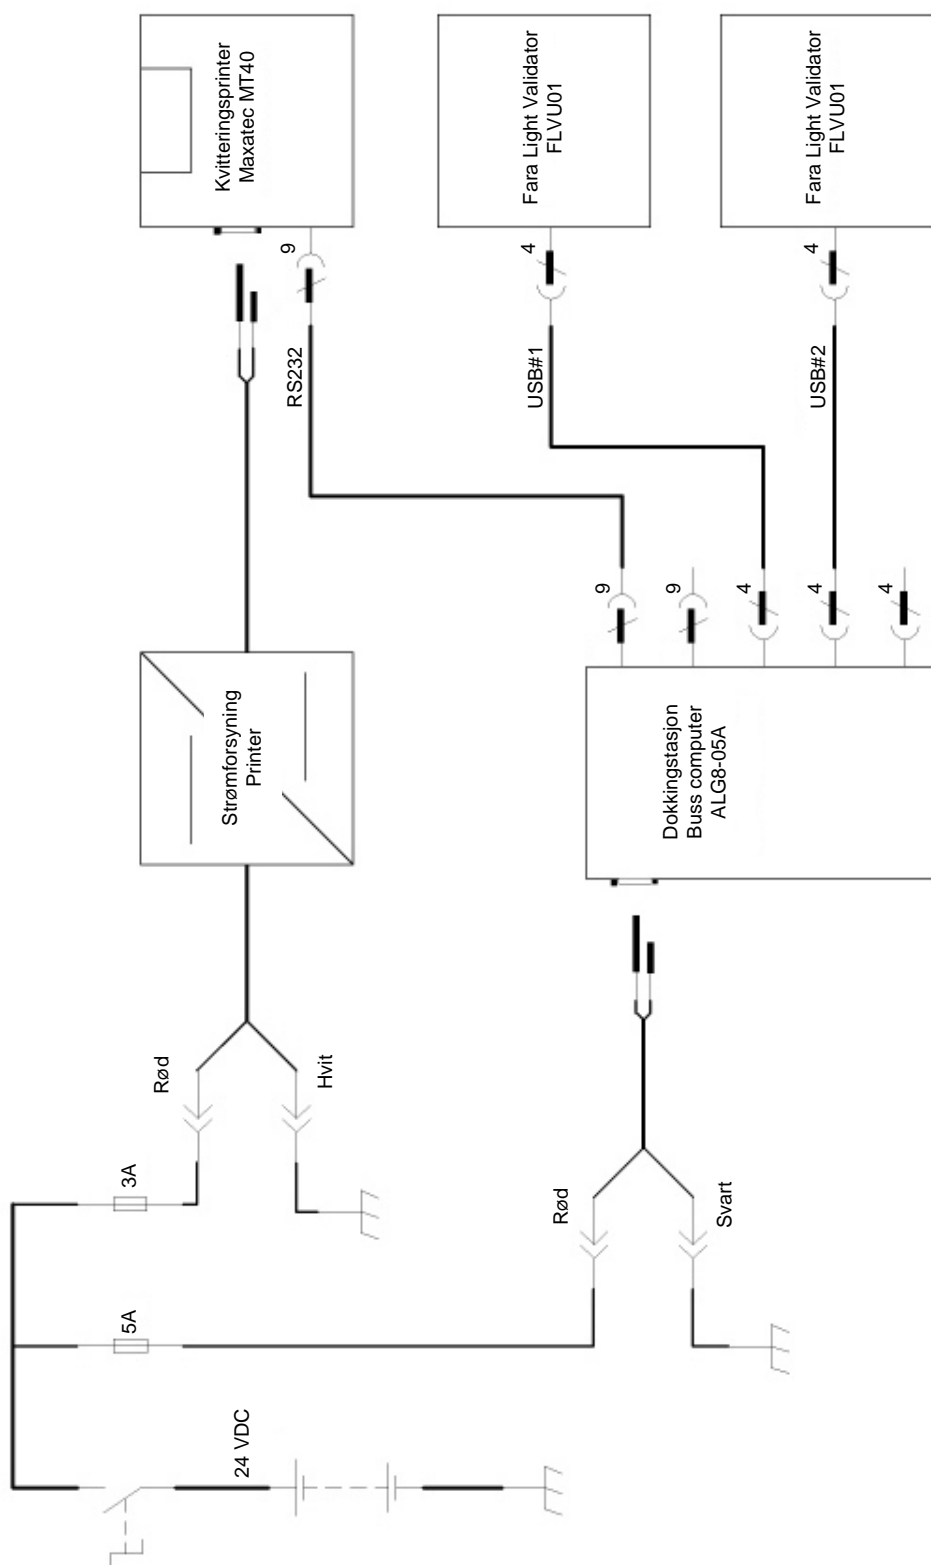 Kvitteringsprinter
Maxatec MT40
Fara Light Validator
FLVU01
Fara Light Validator
FLVU01
9
4
4
RS232
USB#1
USB#2
9
9
4
4
4
Strømforsyning
Printer
Dokkingstasjon
Buss computer
ALG8-05A
Rød
Hvit
3A
Rød
Svart
5A
24 VDC